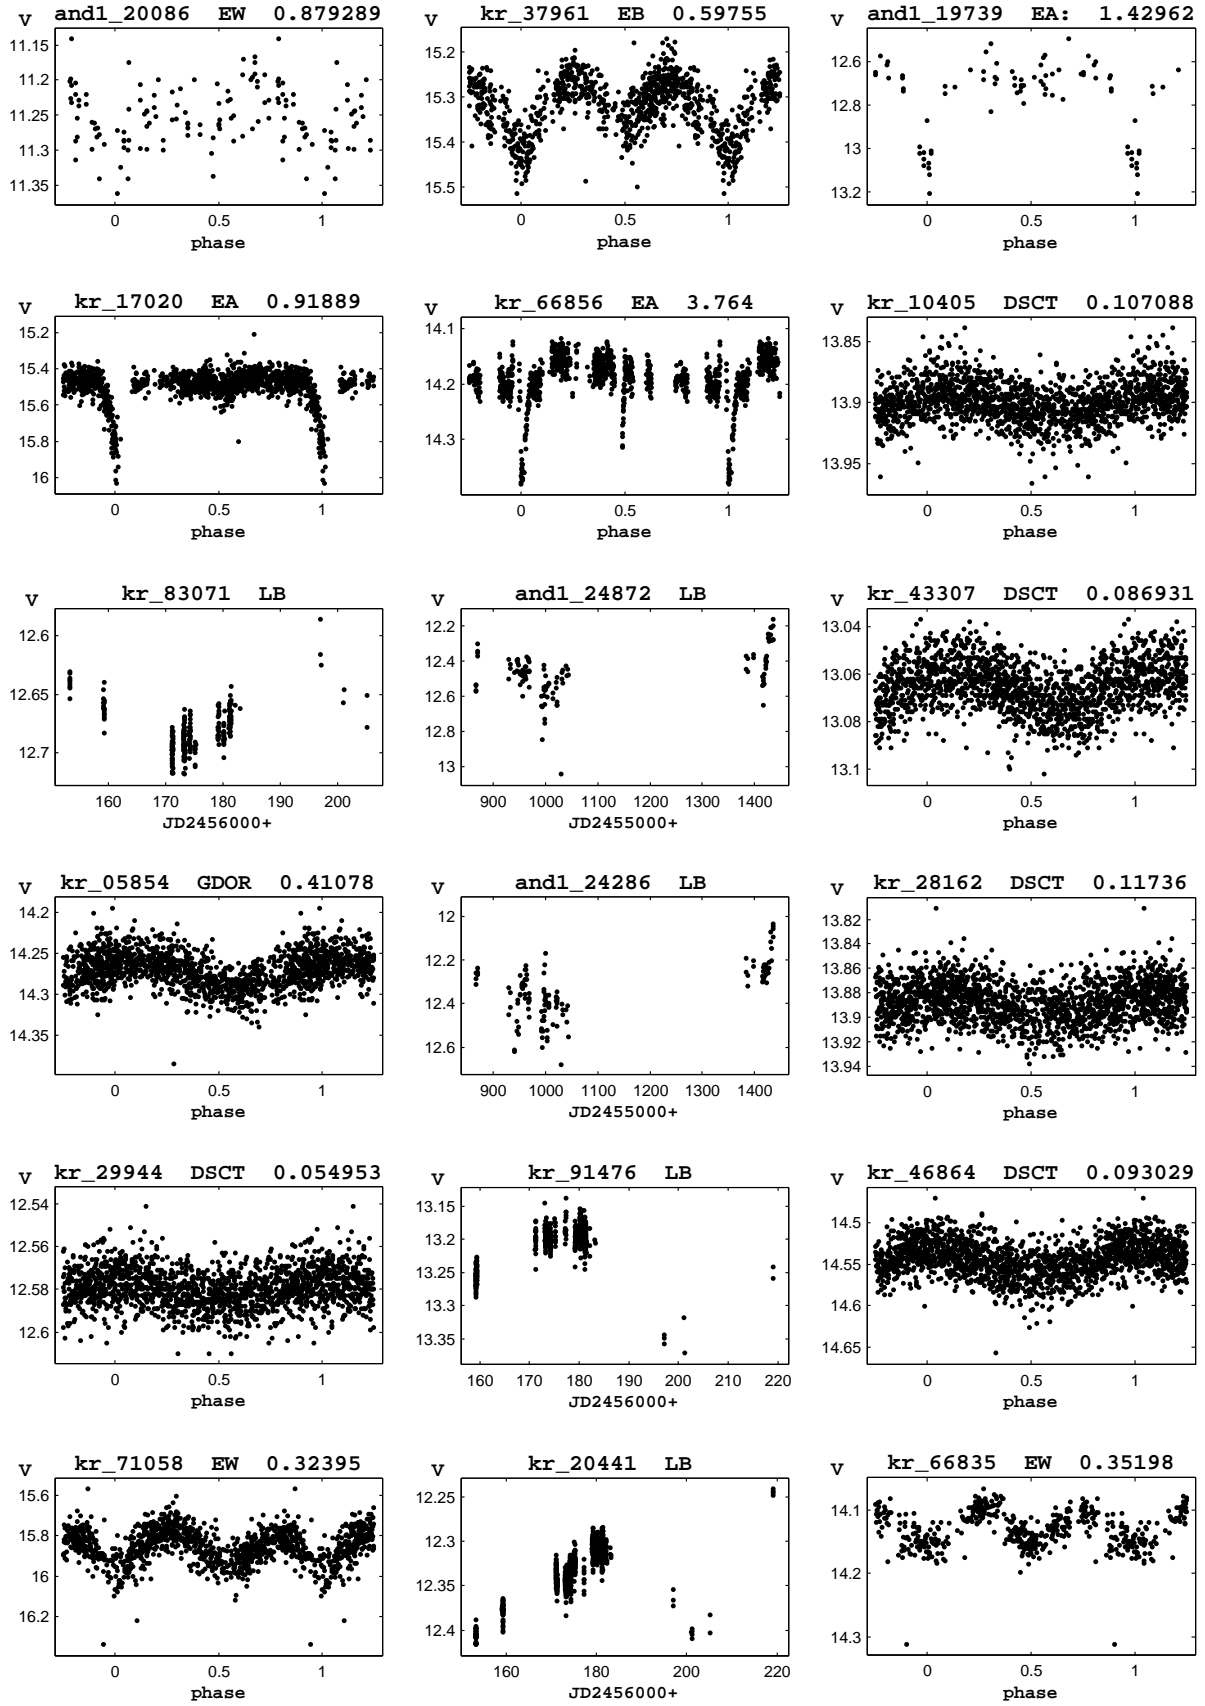 and1_20086 EW 0.879289
V
11.15
11.2
11.25
11.3
11.35
0 0.5 1
phase
kr_37961 EB 0.59755
V
15.2
15.3
15.4
15.5
0 0.5 1
phase
and1_19739 EA: 1.42962
V
12.6
12.8
13
13.2
0 0.5 1
phase
kr_17020 EA 0.91889
V
15.2
15.4
15.6
15.8
16
0 0.5 1
phase
kr_66856 EA 3.764
V
14.1
14.2
14.3
0 0.5 1
phase
kr_10405 DSCT 0.107088
V
13.85
13.9
13.95
0 0.5 1
phase
kr_83071 LB
V
12.6
12.65
12.7
160 170 180 190 200
JD2456000+
and1_24872 LB
V
12.2
12.4
12.6
12.8
13
900 1000 1100 1200 1300 1400
JD2455000+
kr_43307 DSCT 0.086931
V
13.04
13.06
13.08
13.1
0 0.5 1
phase
kr_05854 GDOR 0.41078
V
14.2
14.25
14.3
14.35
0 0.5 1
phase
and1_24286 LB
V
12
12.2
12.4
12.6
900 1000 1100 1200 1300 1400
JD2455000+
kr_28162 DSCT 0.11736
V
13.82
13.84
13.86
13.88
13.9
13.92
13.94
0 0.5 1
phase
kr_29944 DSCT 0.054953
V
12.54
12.56
12.58
12.6
0 0.5 1
phase
kr_91476 LB
V
13.15
13.2
13.25
13.3
13.35
160 170 180 190 200 210 220
JD2456000+
kr_46864 DSCT 0.093029
V
14.5
14.55
14.6
14.65
0 0.5 1
phase
kr_71058 EW 0.32395
V
15.6
15.8
16
16.2
0 0.5 1
phase
kr_20441 LB
V
12.25
12.3
12.35
12.4
160 180 200 220
JD2456000+
kr_66835 EW 0.35198
V
14.1
14.2
14.3
0 0.5 1
phase